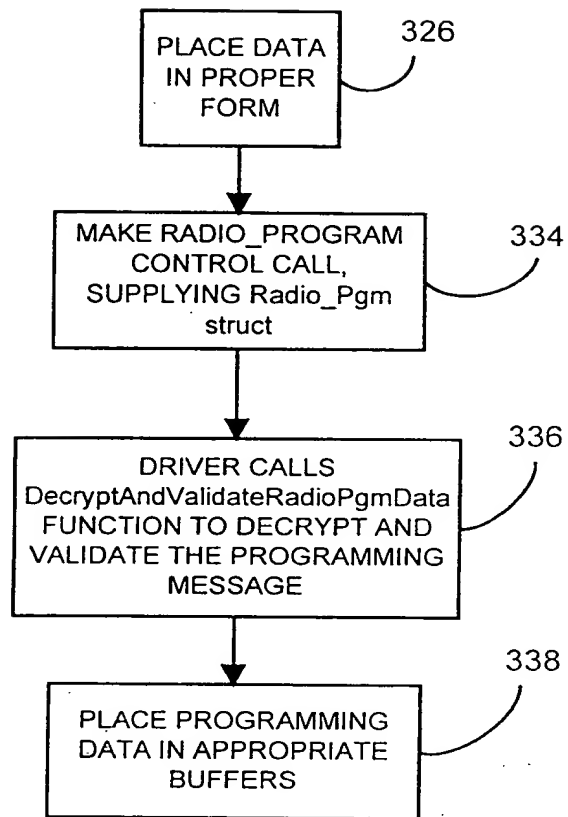 PLACE DATA
IN PROPER
FORM
326
MAKE RADIO_PROGRAM
CONTROL CALL,
SUPPLYING Radio_Pgm
struct
334
DRIVER CALLS
DecryptAndValidateRadioPgmData
FUNCTION TO DECRYPT AND
VALIDATE THE PROGRAMMING
MESSAGE
336
PLACE PROGRAMMING
DATA IN APPROPRIATE
BUFFERS
338